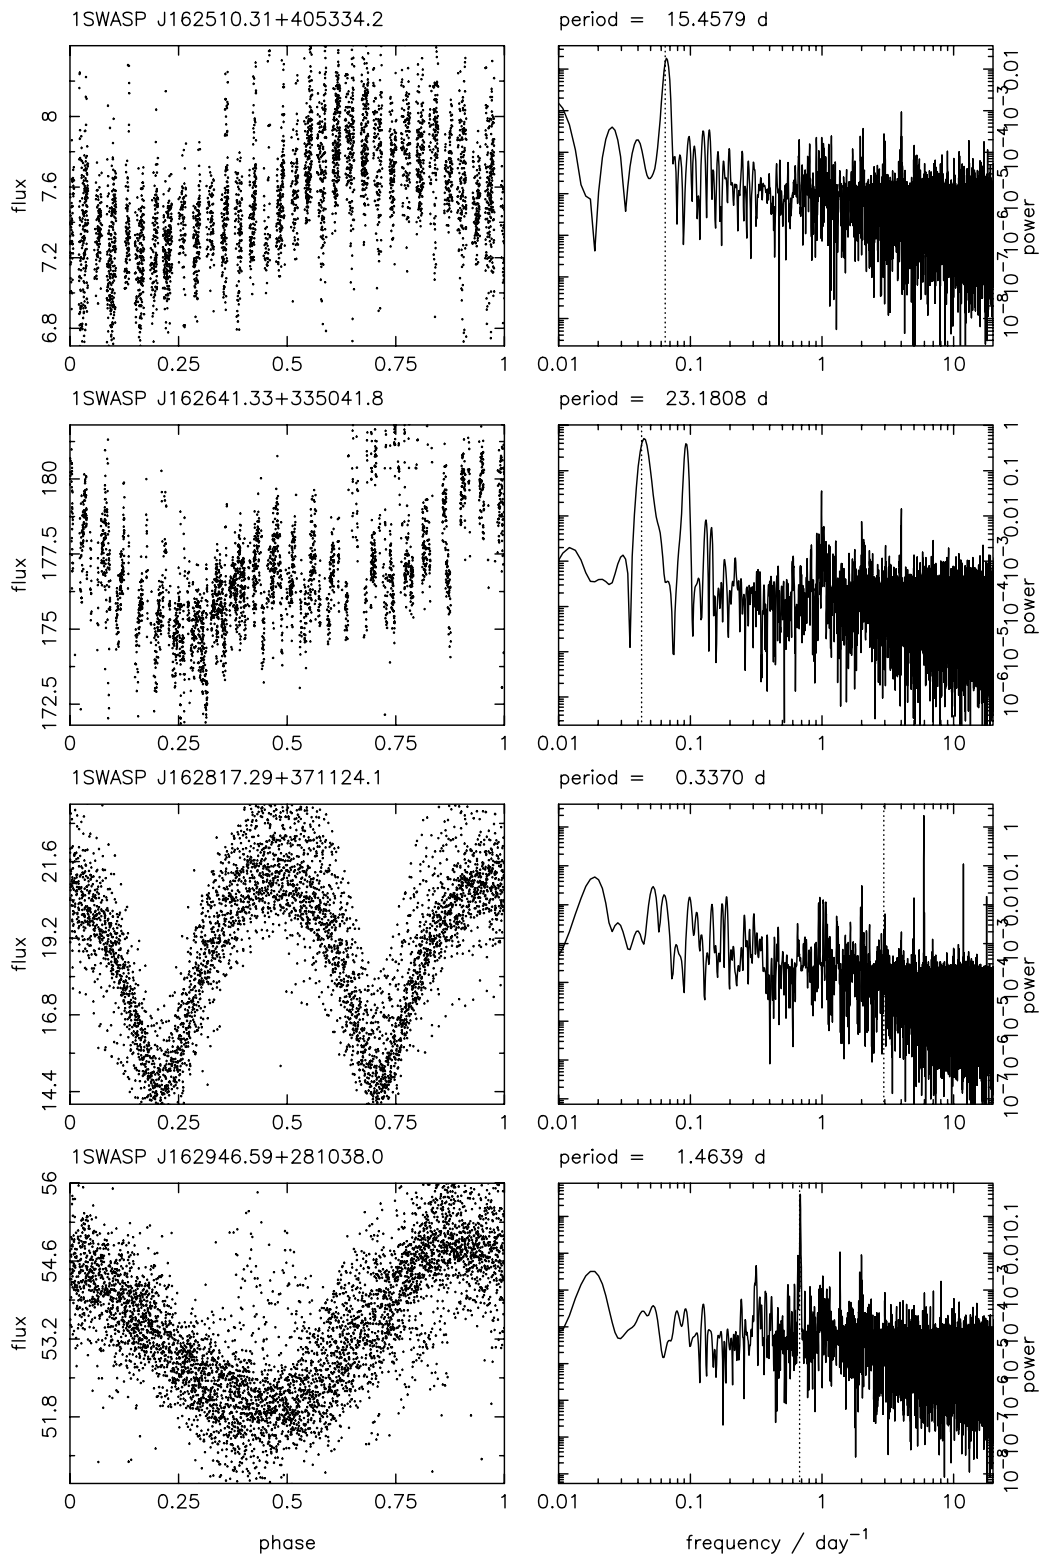 1SWASP J162510.31+405334.2 period = 15.4579 d
flux
8
7.6
7.2
6.8
0 0.25 0.5 0.75 1
0.01
10⁻³
10⁻⁴
10⁻⁵
10⁻⁶
10⁻⁷
10⁻⁸
power
0.01 0.1 1 10
1SWASP J162641.33+335041.8 period = 23.1808 d
flux
180
177.5
175
172.5
0 0.25 0.5 0.75 1
1
0.1
0.01
10⁻³
10⁻⁴
10⁻⁵
10⁻⁶
power
0.01 0.1 1 10
1SWASP J162817.29+371124.1 period = 0.3370 d
flux
21.6
19.2
16.8
14.4
0 0.25 0.5 0.75 1
1
0.1
0.01
10⁻³
10⁻⁴
10⁻⁵
10⁻⁶
10⁻⁷
power
0.01 0.1 1 10
1SWASP J162946.59+281038.0 period = 1.4639 d
flux
56
54.6
53.2
51.8
0 0.25 0.5 0.75 1
0.1
0.01
10⁻³
10⁻⁴
10⁻⁵
10⁻⁶
10⁻⁷
10⁻⁸
power
0.01 0.1 1 10
phase frequency / day⁻¹